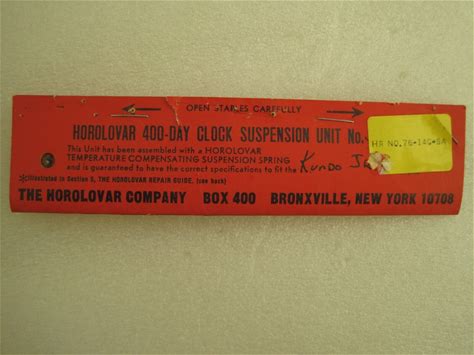 OPEN STAPLES CAREFULLY
HOROLOVAR 400-DAY CLOCK SUSPENSION UNIT No.
This Unit has been assembled with a HOROLOVAR
TEMPERATURE COMPENSATING SUSPENSION SPRING
and is guaranteed to have the correct specifications to fit the Kundo
*Illustrated in Section 2, THE HOROLOVAR REPAIR GUIDE. (see back)
THE HOROLOVAR COMPANY BOX 400 BRONXVILLE, NEW YORK 10708